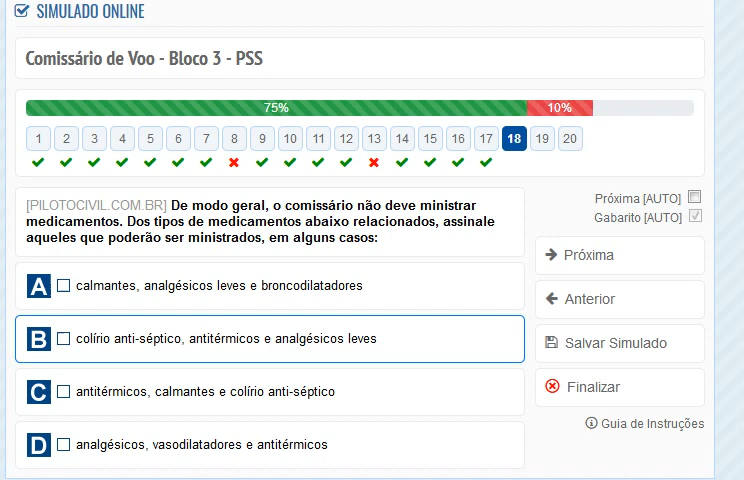 SIMULADO ONLINE
Comissário de Voo - Bloco 3 - PSS
75% 10%
1 2 3 4 5 6 7 8 9 10 11 12 13 14 15 16 17 18 19 20
[PILOTOCIVIL.COM.BR] De modo geral, o comissário não deve ministrar
medicamentos. Dos tipos de medicamentos abaixo relacionados, assinale
aqueles que poderão ser ministrados, em alguns casos:
A calmantes, analgésicos leves e broncodilatadores
B colírio anti-séptico, antitérmicos e analgésicos leves
C antitérmicos, calmantes e colírio anti-séptico
D analgésicos, vasodilatadores e antitérmicos
Próxima [AUTO]
Gabarito [AUTO]
Próxima
Anterior
Salvar Simulado
Finalizar
Guia de Instruções